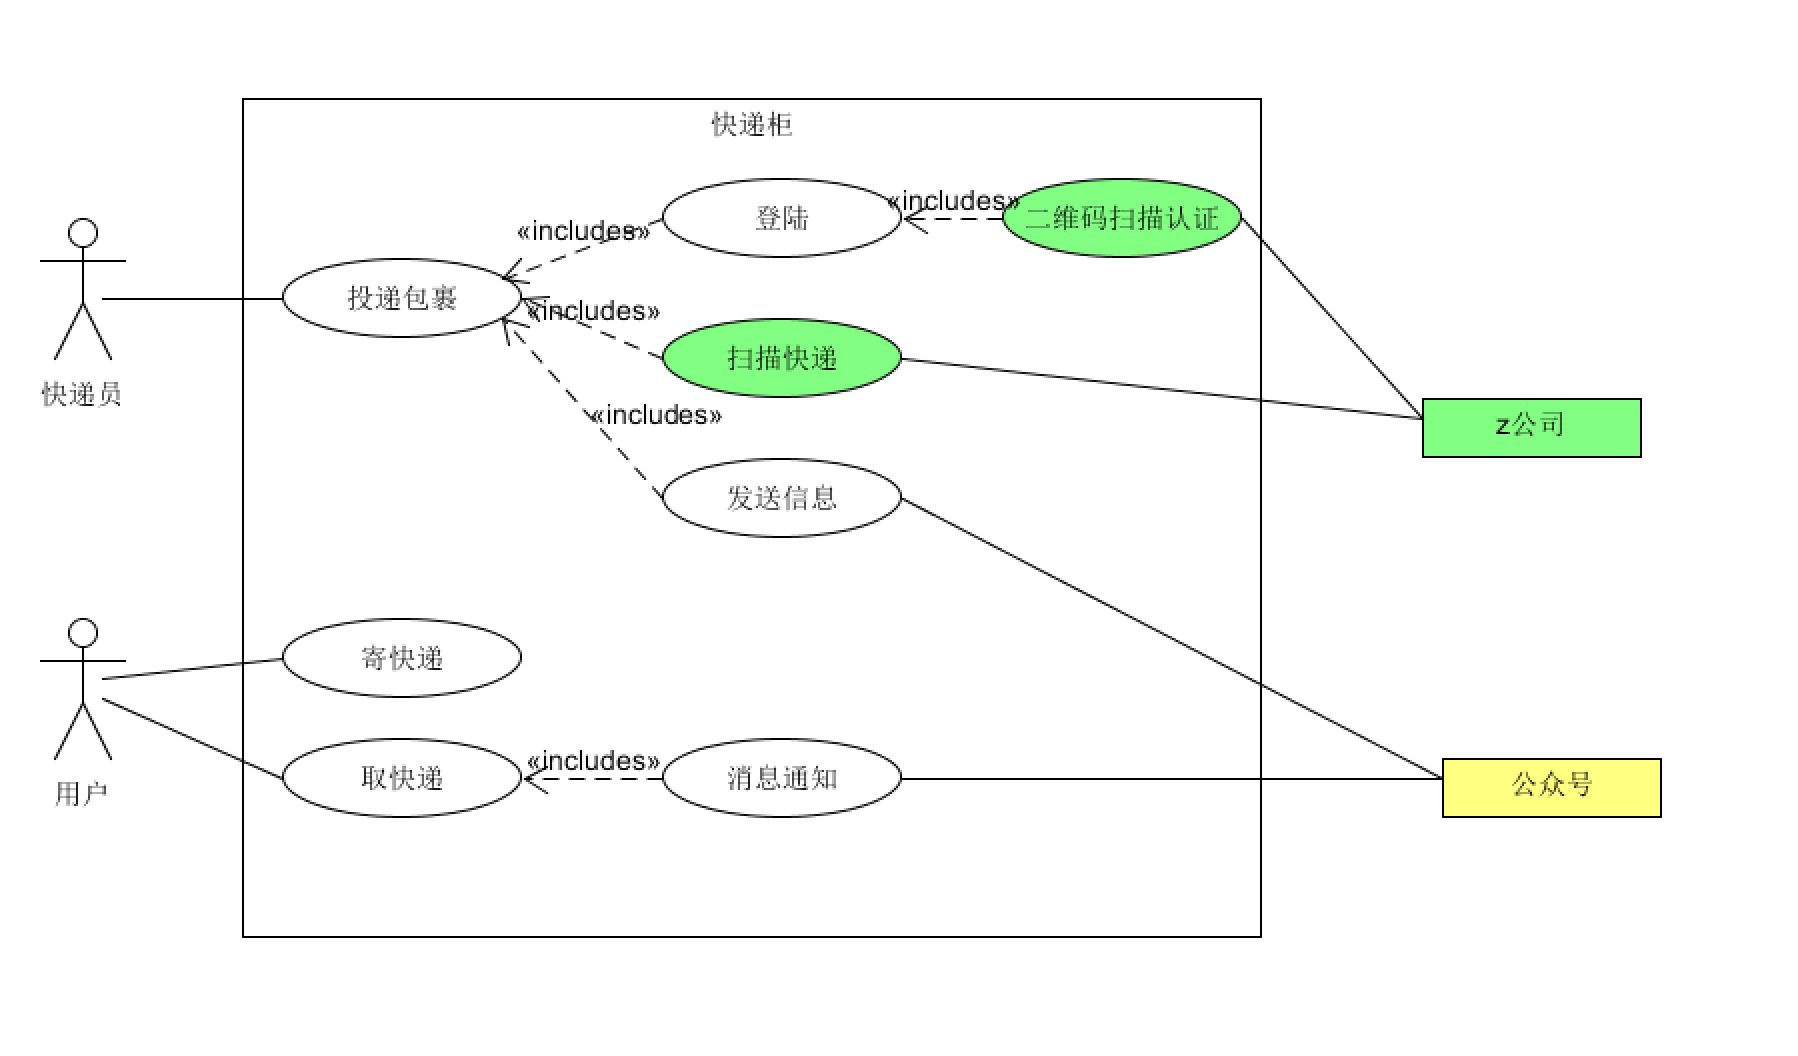 快递柜
«includes»
登陆
«includes»
二维码扫描认证
投递包裹
«includes»
扫描快递
快递员
«includes»
z公司
发送信息
寄快递
用户
取快递
«includes»
消息通知
公众号